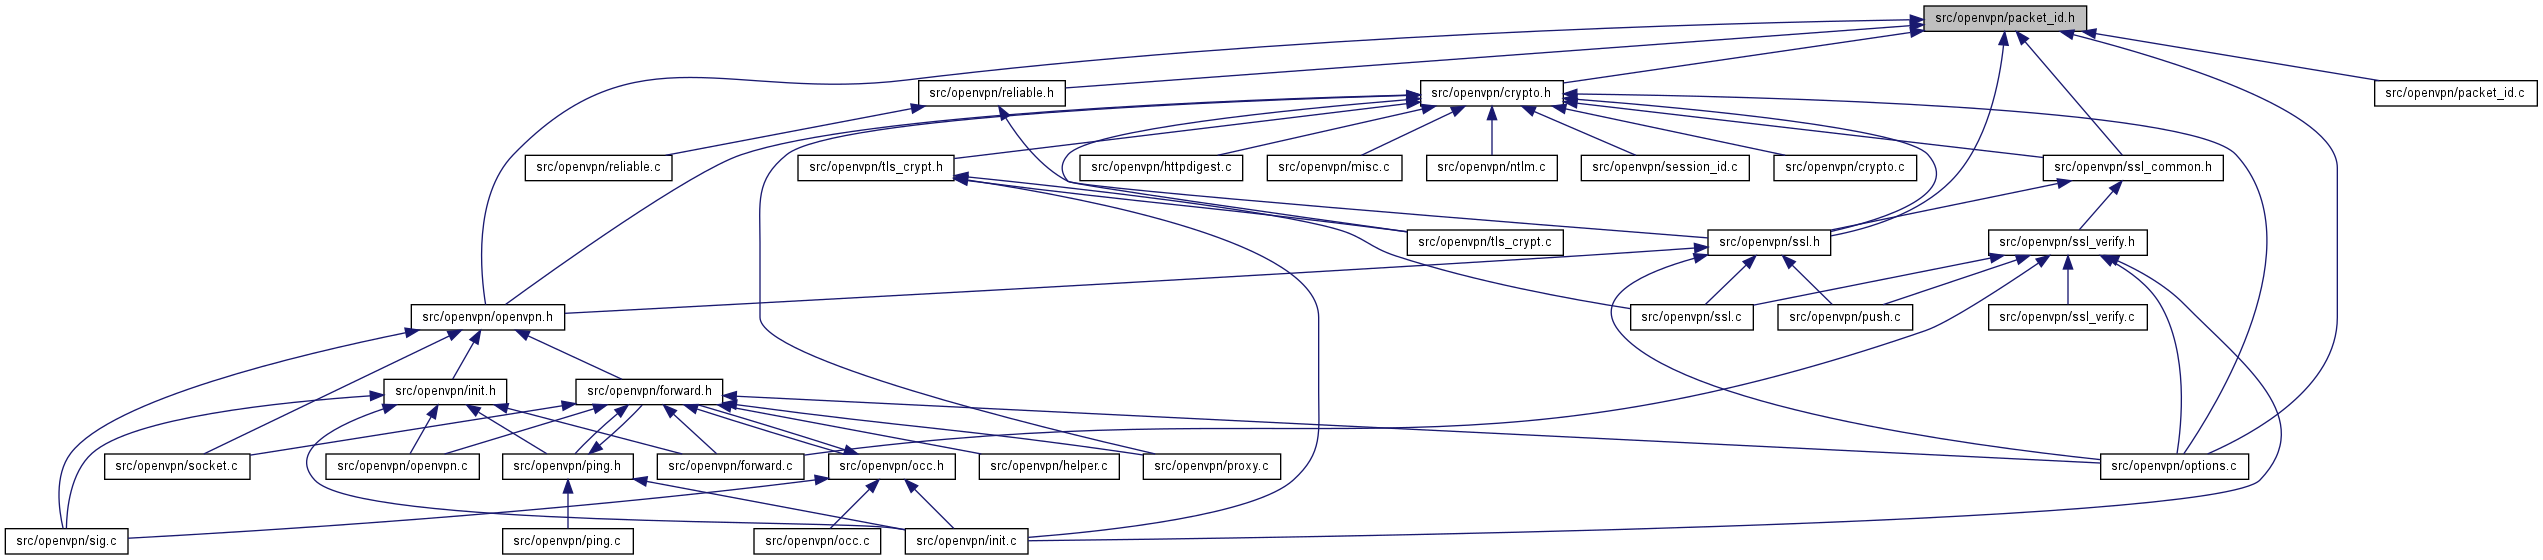 src/openvpn/packet_id.h
src/openvpn/reliable.h
src/openvpn/crypto.h
src/openvpn/packet_id.c
src/openvpn/reliable.c
src/openvpn/tls_crypt.h
src/openvpn/httpdigest.c
src/openvpn/misc.c
src/openvpn/ntlm.c
src/openvpn/session_id.c
src/openvpn/crypto.c
src/openvpn/ssl_common.h
src/openvpn/tls_crypt.c
src/openvpn/ssl.h
src/openvpn/ssl_verify.h
src/openvpn/openvpn.h
src/openvpn/ssl.c
src/openvpn/push.c
src/openvpn/ssl_verify.c
src/openvpn/init.h
src/openvpn/forward.h
src/openvpn/socket.c
src/openvpn/openvpn.c
src/openvpn/ping.h
src/openvpn/forward.c
src/openvpn/occ.h
src/openvpn/helper.c
src/openvpn/proxy.c
src/openvpn/options.c
src/openvpn/sig.c
src/openvpn/ping.c
src/openvpn/occ.c
src/openvpn/init.c